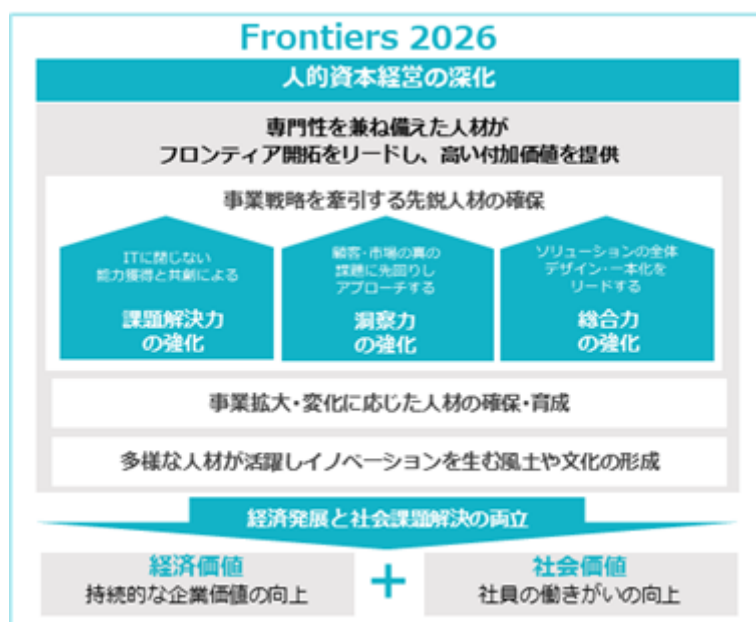 Frontiers 2026
人的資本経営の深化
専門性を兼ね備えた人材が
フロンティア開拓をリードし、高い付加価値を提供
事業戦略を牽引する先鋭人材の確保
ITに閉じない
能力獲得と共創による
課題解決力
の強化
顧客・市場の真の
課題に先回りし
アプローチする
洞察力
の強化
ソリューションの全体
デザイン・一本化を
リードする
総合力
の強化
事業拡大・変化に応じた人材の確保・育成
多様な人材が活躍しイノベーションを生む風土や文化の形成
経済発展と社会課題解決の両立
経済価値
持続的な企業価値の向上
+
社会価値
社員の働きがいの向上